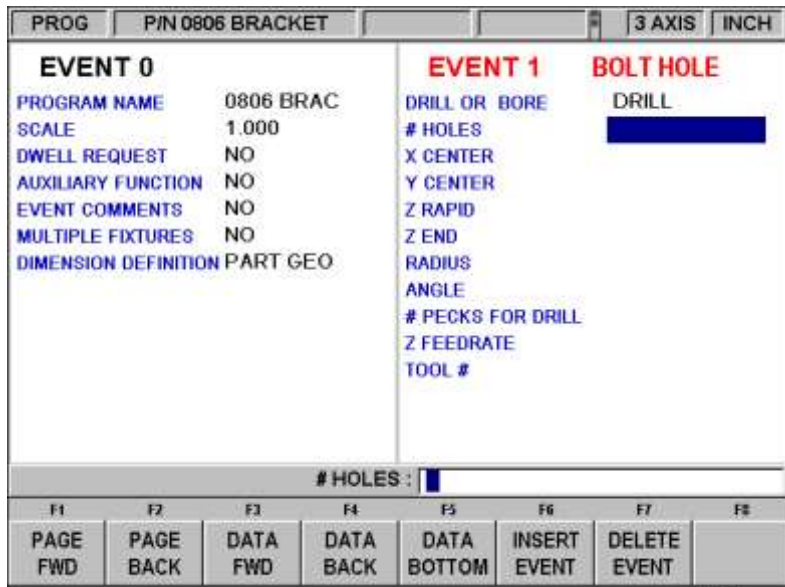 PROG P/N 0806 BRACKET 3 AXIS INCH
EVENT 0
PROGRAM NAME 0806 BRAC
SCALE 1.000
DWELL REQUEST NO
AUXILIARY FUNCTION NO
EVENT COMMENTS NO
MULTIPLE FIXTURES NO
DIMENSION DEFINITION PART GEO
EVENT 1 BOLT HOLE
DRILL OR BORE DRILL
# HOLES
X CENTER
Y CENTER
Z RAPID
Z END
RADIUS
ANGLE
# PECKS FOR DRILL
Z FEEDRATE
TOOL #
# HOLES :
F1 F2 F3 F4 F5 F6 F7 F8
PAGE FWD PAGE BACK DATA FWD DATA BACK DATA BOTTOM INSERT EVENT DELETE EVENT